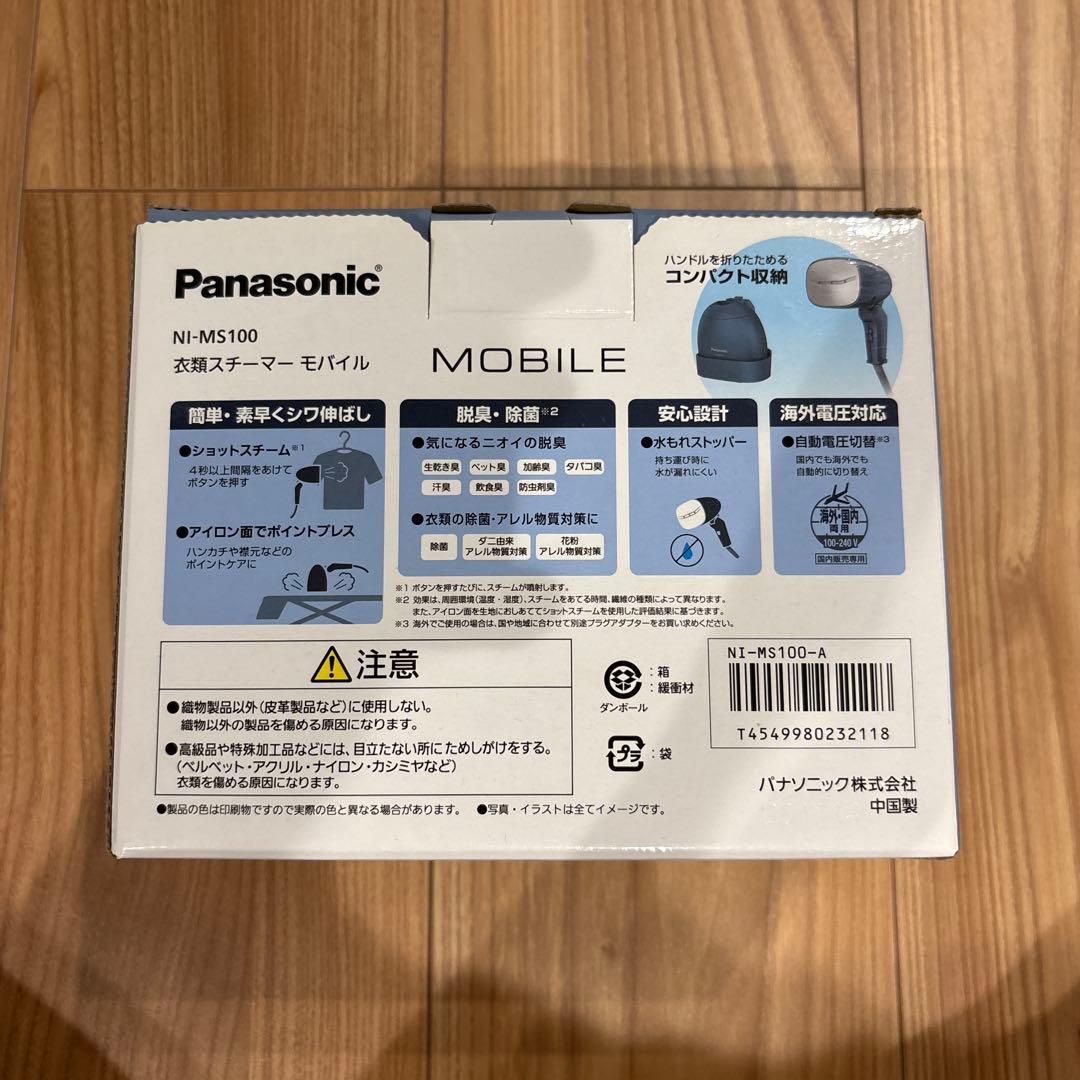 Panasonic®
NI-MS100
衣類スチーマー モバイル
MOBILE
ハンドルを折りたためる
コンパクト収納
Panasonic
簡単・素早くシワ伸ばし
●ショットスチーム※1
4秒以上間隔をあけて
ボタンを押す
●アイロン面でポイントプレス
ハンカチや襟元などの
ポイントケアに
脱臭・除菌※2
●気になるニオイの脱臭
生乾き臭 ペット臭 加齢臭 タバコ臭
汗臭 飲食臭 防虫剤臭
●衣類の除菌・アレル物質対策に
除菌
ダニ由来
アレル物質対策
花粉
アレル物質対策
安心設計
●水もれストッパー
持ち運び時に
水が漏れにくい
海外電圧対応
●自動電圧切替※3
国内でも海外でも
自動的に切り替え
海外・国内
両用
100-240 V
国内販売専用
※1 ボタンを押すたびに、スチームが噴射します。
※2 効果は、周囲環境(温度・湿度)、スチームをあてる時間、繊維の種類によって異なります。
また、アイロン面を生地におしあててショットスチームを使用した評価結果に基づきます。
※3 海外でご使用の場合は、国や地域に合わせて別途プラグアダプターをお買い求めください。
注意
●織物製品以外(皮革製品など)に使用しない。
織物以外の製品を傷める原因になります。
●高級品や特殊加工品などには、目立たない所に ためしがけをする。
(ベルベット・アクリル・ナイロン・カシミヤなど)
衣類を傷める原因になります。
:箱
:緩衝材
ダンボール
プラ
:袋
NI-MS100-A
T4549980232118
パナソニック株式会社
中国製
●製品の色は印刷物ですので実際の色と異なる場合があります。 ●写真・イラストは全てイメージです。